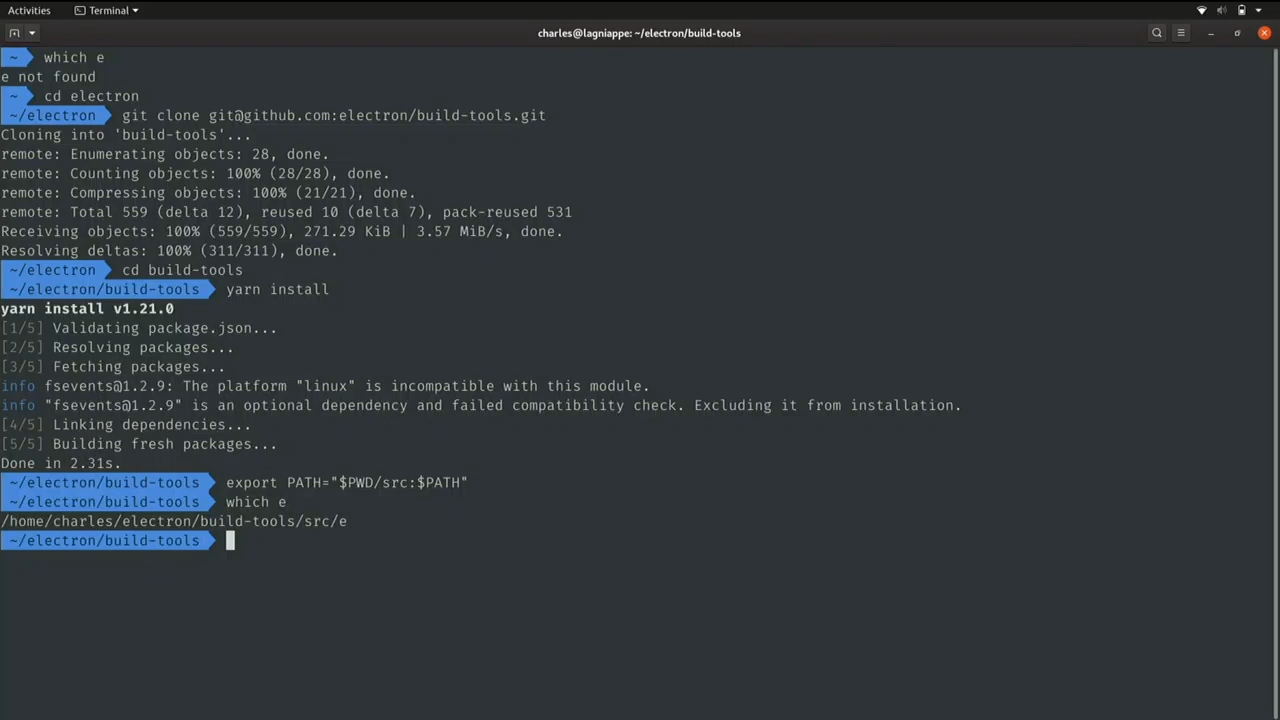 Activities
Terminal
charles@lagniappe: ~/electron/build-tools
~ which e
e not found
~ cd electron
~/electron git clone git@github.com:electron/build-tools.git
Cloning into 'build-tools'...
remote: Enumerating objects: 28, done.
remote: Counting objects: 100% (28/28), done.
remote: Compressing objects: 100% (21/21), done.
remote: Total 559 (delta 12), reused 10 (delta 7), pack-reused 531
Receiving objects: 100% (559/559), 271.29 KiB | 3.57 MiB/s, done.
Resolving deltas: 100% (311/311), done.
~/electron cd build-tools
~/electron/build-tools yarn install
yarn install v1.21.0
[1/5] Validating package.json...
[2/5] Resolving packages...
[3/5] Fetching packages...
info fsevents@1.2.9: The platform "linux" is incompatible with this module.
info "fsevents@1.2.9" is an optional dependency and failed compatibility check. Excluding it from installation.
[4/5] Linking dependencies...
[5/5] Building fresh packages...
Done in 2.31s.
~/electron/build-tools export PATH="$PWD/src:$PATH"
~/electron/build-tools which e
/home/charles/electron/build-tools/src/e
~/electron/build-tools